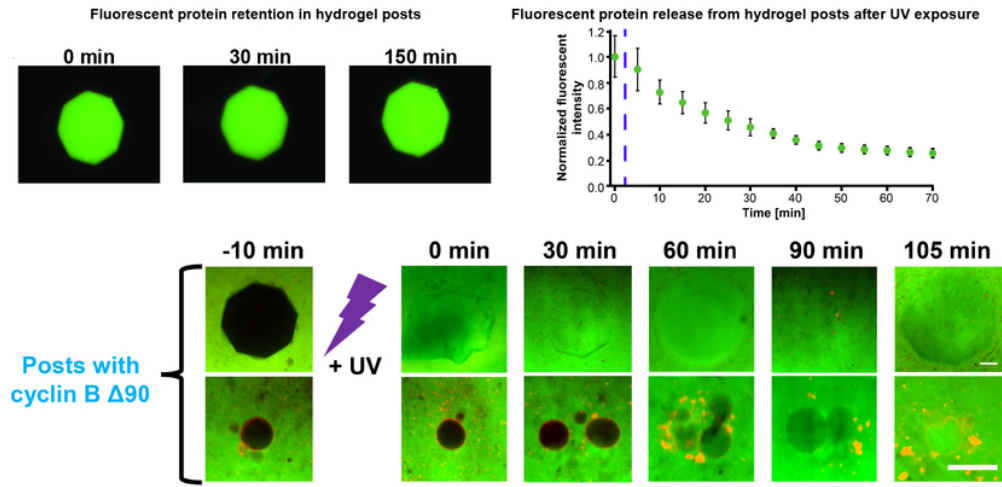 Fluorescent protein retention in hydrogel posts
0 min
30 min
150 min
Fluorescent protein release from hydrogel posts after UV exposure
Normalized fluorescent
intensity
1.2
1.0
0.8
0.6
0.4
0.2
0.0
0 10 20 30 40 50 60 70
Time [min]
-10 min
0 min
30 min
60 min
90 min
105 min
+ UV
Posts with
cyclin B Δ90